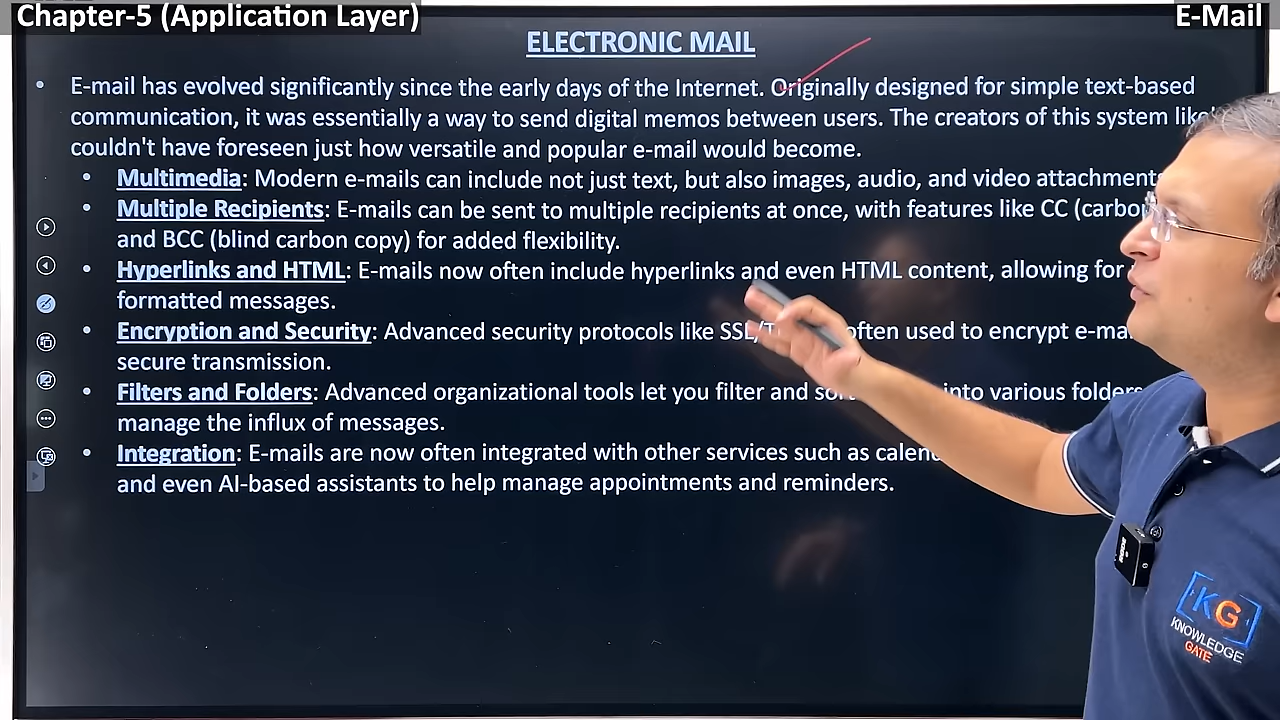 Chapter-5 (Application Layer)
E-Mail
ELECTRONIC MAIL
• E-mail has evolved significantly since the early days of the Internet. Originally designed for simple text-based
communication, it was essentially a way to send digital memos between users. The creators of this system
couldn't have foreseen just how versatile and popular e-mail would become.
• Multimedia: Modern e-mails can include not just text, but also images, audio, and video attachments
• Multiple Recipients: E-mails can be sent to multiple recipients at once, with features like CC
and BCC (blind carbon copy) for added flexibility.
• Hyperlinks and HTML: E-mails now often include hyperlinks and even HTML content, allowing for
formatted messages.
• Encryption and Security: Advanced security protocols like often used to encrypt
secure transmission.
• Filters and Folders: Advanced organizational tools let you filter and into various folders
manage the influx of messages.
• Integration: E-mails are now often integrated with other services such as
and even AI-based assistants to help manage appointments and reminders.
KG
KNOWLEDGE
GATE